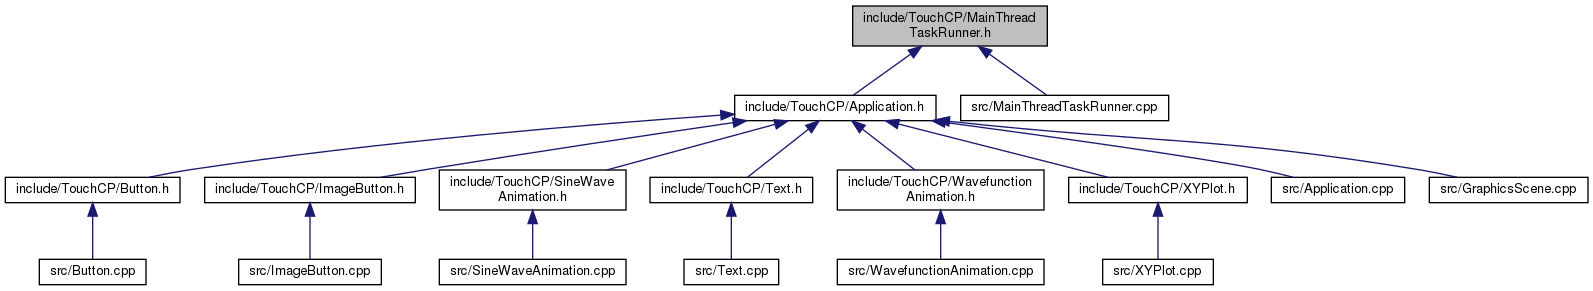 include/TouchCP/MainThread
TaskRunner.h
include/TouchCP/Application.h
src/MainThreadTaskRunner.cpp
include/TouchCP/Button.h
include/TouchCP/ImageButton.h
include/TouchCP/SineWave
Animation.h
include/TouchCP/Text.h
include/TouchCP/Wavefunction
Animation.h
include/TouchCP/XYPlot.h
src/Application.cpp
src/GraphicsScene.cpp
src/Button.cpp
src/ImageButton.cpp
src/SineWaveAnimation.cpp
src/Text.cpp
src/WavefunctionAnimation.cpp
src/XYPlot.cpp